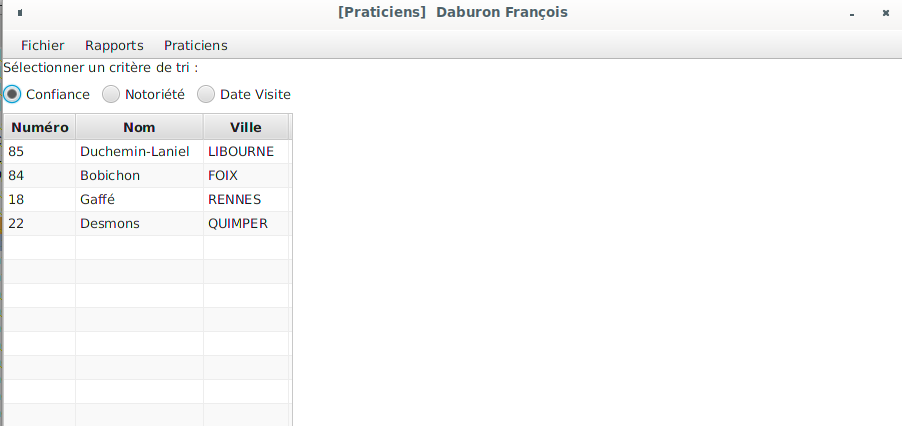 [Praticiens] Daburon François
Fichier Rapports Praticiens
Sélectionner un critère de tri :
Confiance Notoriété Date Visite
Numéro Nom Ville
85 Duchemin-Laniel LIBOURNE
84 Bobichon FOIX
18 Gaffé RENNES
22 Desmons QUIMPER